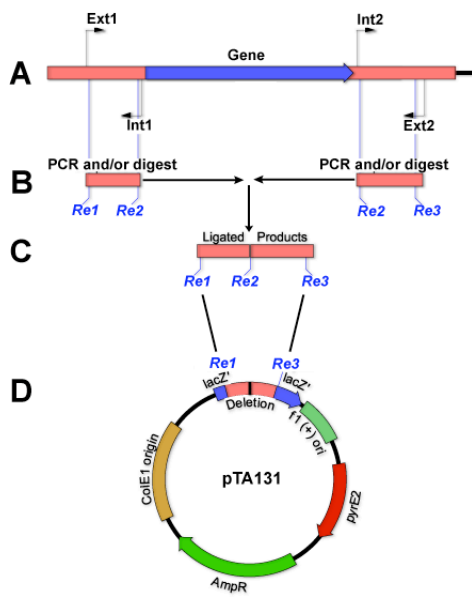 Ext1
Int2
Gene
A
Int1
Ext2
PCR and/or digest
PCR and/or digest
B
Re1
Re2
Re2
Re3
C
Ligated
Products
Re1
Re2
Re3
Re1
Re3
D
lacZ'
lacZ'
Deletion
f1 (+) ori
ColE1 origin
pTA131
pyrE2
AmpR